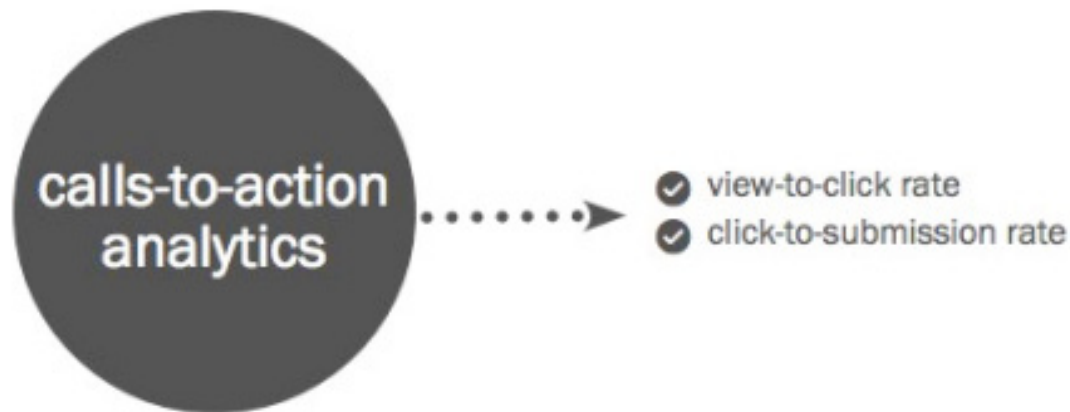 calls-to-action
analytics
view-to-click rate
click-to-submission rate